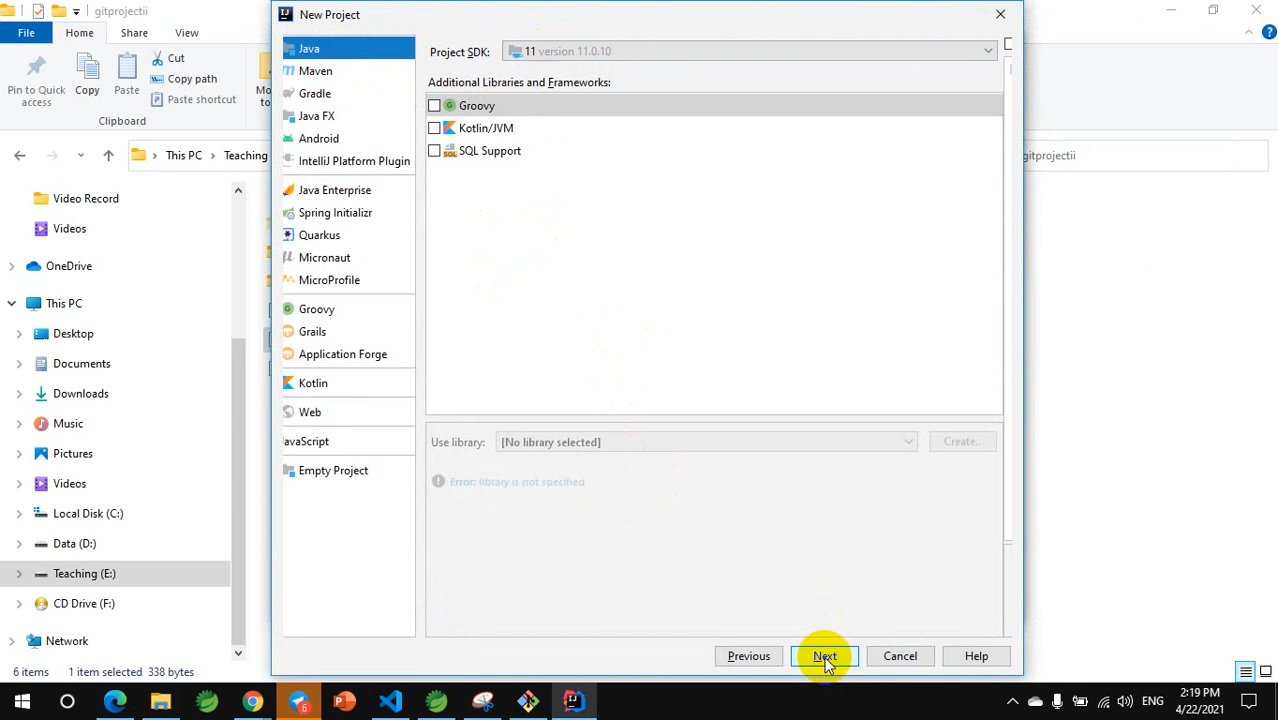 gitprojectii
File
Home
Share
View
Pin to Quick access
Copy
Paste
Cut
Copy path
Paste shortcut
Clipboard
This PC
Teaching
gitprojectii
Video Record
Videos
OneDrive
This PC
Desktop
Documents
Downloads
Music
Pictures
Videos
Local Disk (C:)
Data (D:)
Teaching (E:)
CD Drive (F:)
Network
6 items
1 item selected
338 bytes
New Project
Java
Maven
Gradle
Java FX
Android
IntelliJ Platform Plugin
Java Enterprise
Spring Initializr
Quarkus
Micronaut
MicroProfile
Groovy
Grails
Application Forge
Kotlin
Web
JavaScript
Empty Project
Project SDK:
11 version 11.0.10
Additional Libraries and Frameworks:
Groovy
Kotlin/JVM
SQL Support
Use library:
[No library selected]
Create...
Error: library is not specified
Previous
Next
Cancel
Help
ENG
2:19 PM
4/22/2021